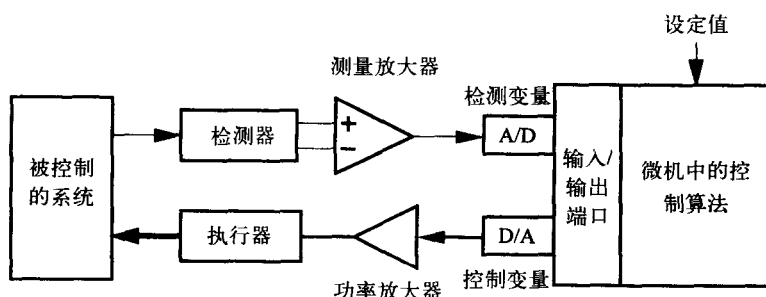 设定值
测量放大器
检测变量
检测器
+
−
A/D
被控制
的系统
输入/
输出
端口
微机中的控
制算法
执行器
D/A
功率放大器
控制变量